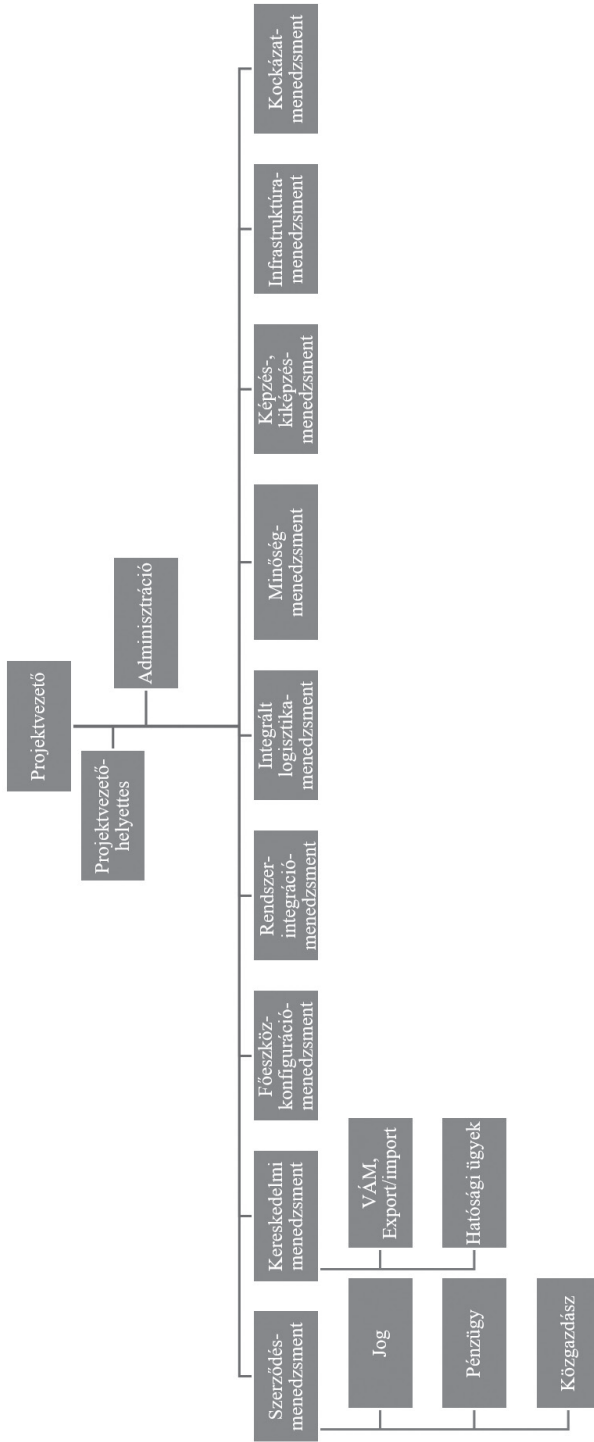 Projektvezető
Projektvezető-
helyettes
Adminisztráció
Szerződés-
menedzsment
Jog
Pénzügy
Közgazdász
Kereskedelmi
menedzsment
VÁM,
Export/import
Hatósági ügyek
Főeszköz-
konfiguráció-
menedzsment
Rendszer-
integráció-
menedzsment
Integrált
logisztika-
menedzsment
Minőség-
menedzsment
Képzés-,
kiképzés-
menedzsment
Infrastruktúra-
menedzsment
Kockázat-
menedzsment